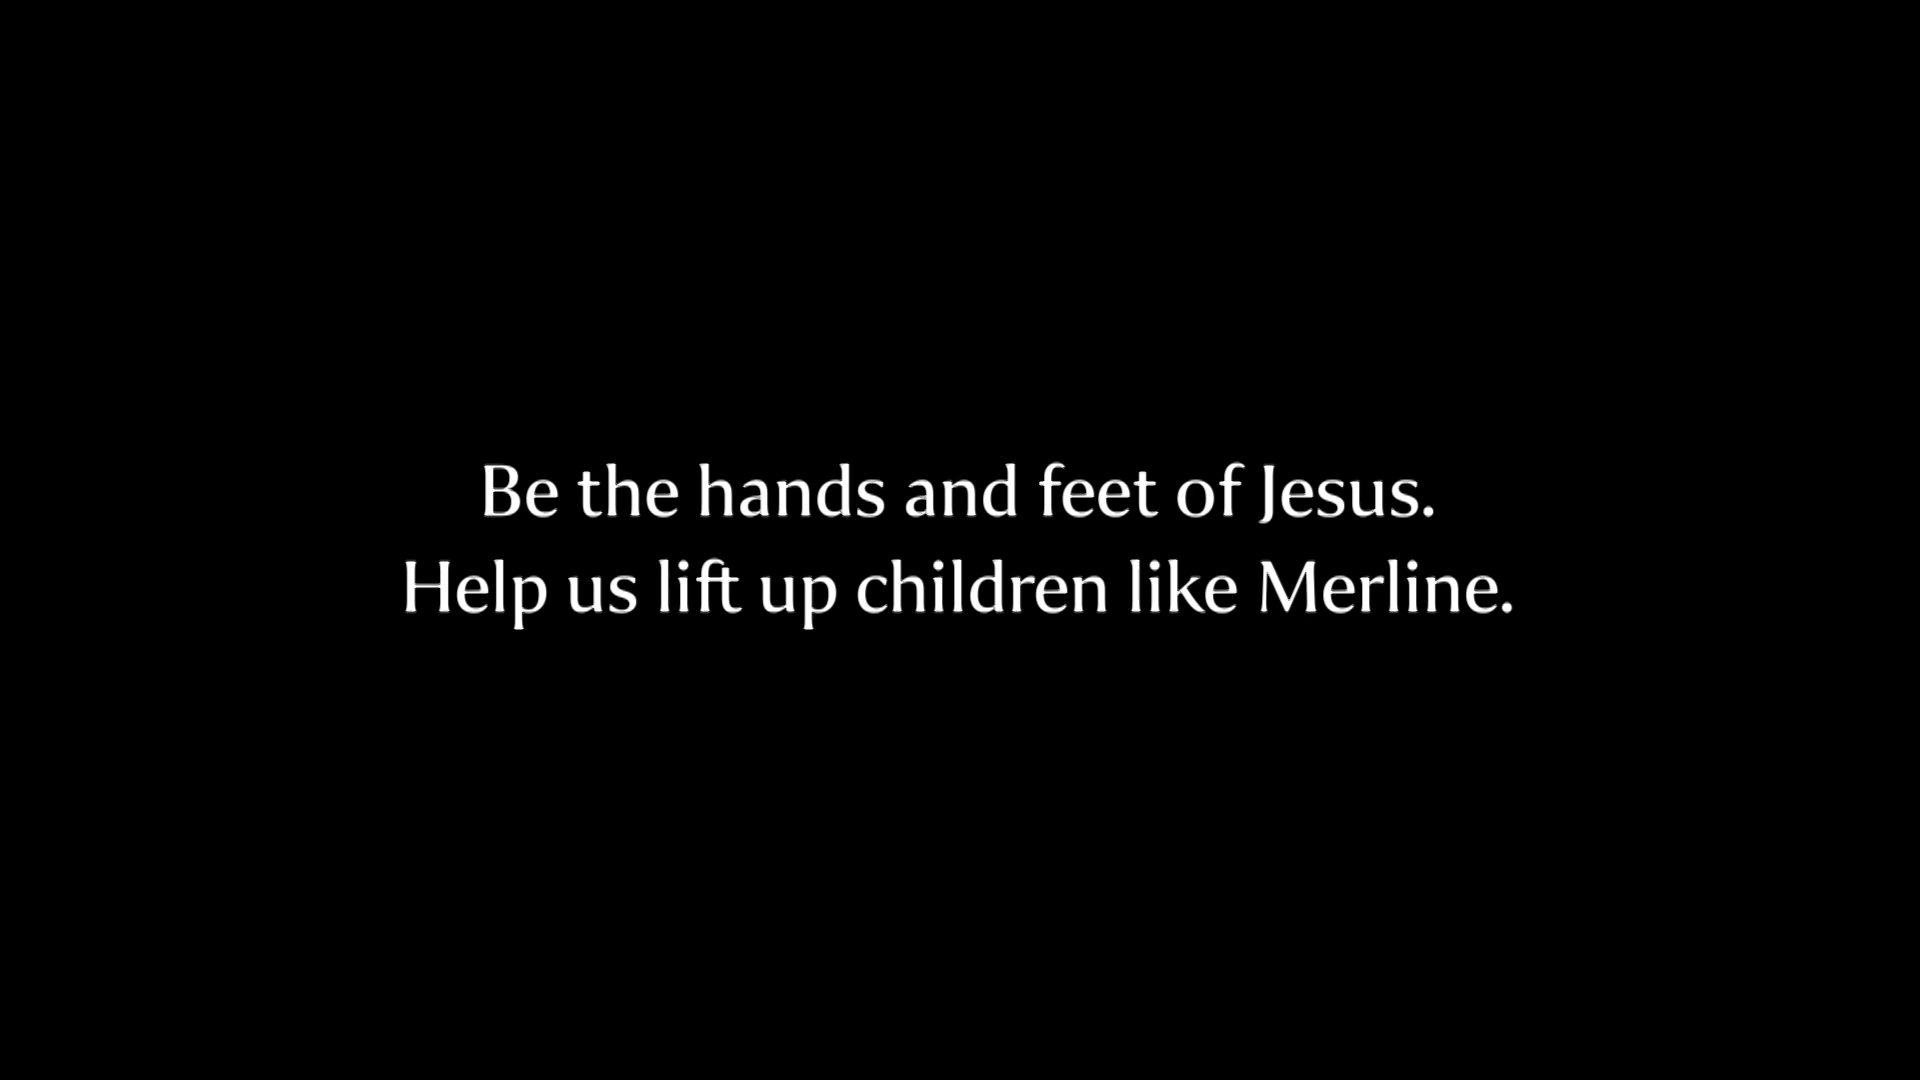 Be the hands and feet of Jesus.
Help us lift up children like Merline.